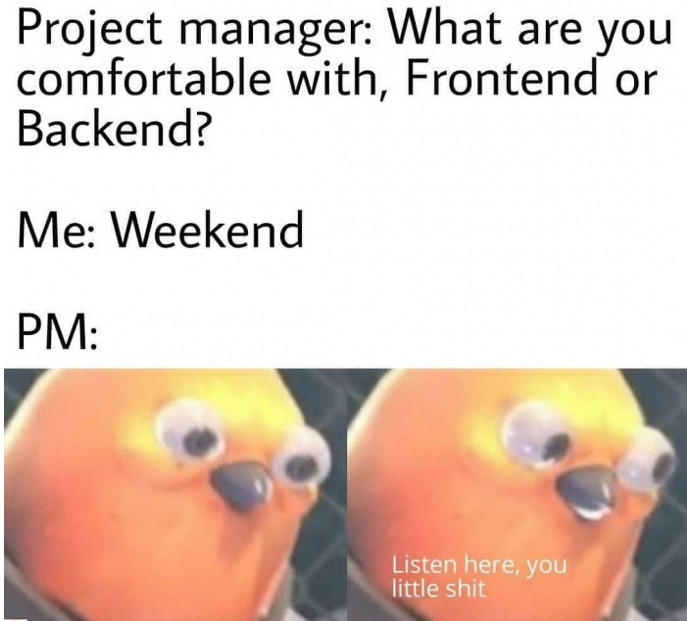 Project manager: What are you
comfortable with, Frontend or
Backend?
Me: Weekend
PM:
Listen here, you
little shit